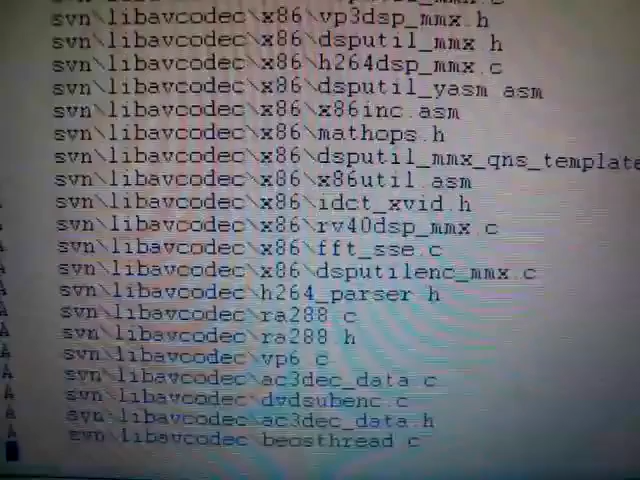 svn\libavcodec\x86\vp3dsp_mmx.h
svn\libavcodec\x86\dsputil_mmx.h
svn\libavcodec\x86\h264dsp_mmx.c
svn\libavcodec\x86\dsputil_yasm.asm
svn\libavcodec\x86\x86inc.asm
svn\libavcodec\x86\mathops.h
svn\libavcodec\x86\dsputil_mmx_qns_template
svn\libavcodec\x86\x86util.asm
svn\libavcodec\x86\idct_xvid.h
svn\libavcodec\x86\rv40dsp_mmx.c
svn\libavcodec\x86\fft_sse.c
svn\libavcodec\x86\dsputilenc_mmx.c
svn\libavcodec\h264_parser.h
A svn\libavcodec\ra288.c
A svn\libavcodec\ra288.h
A svn\libavcodec\vp6.c
A svn\libavcodec\ac3dec_data.c
A svn\libavcodec\dvdsubenc.c
A svn\libavcodec\ac3dec_data.h
A svn\libavcodec\beosthread.c